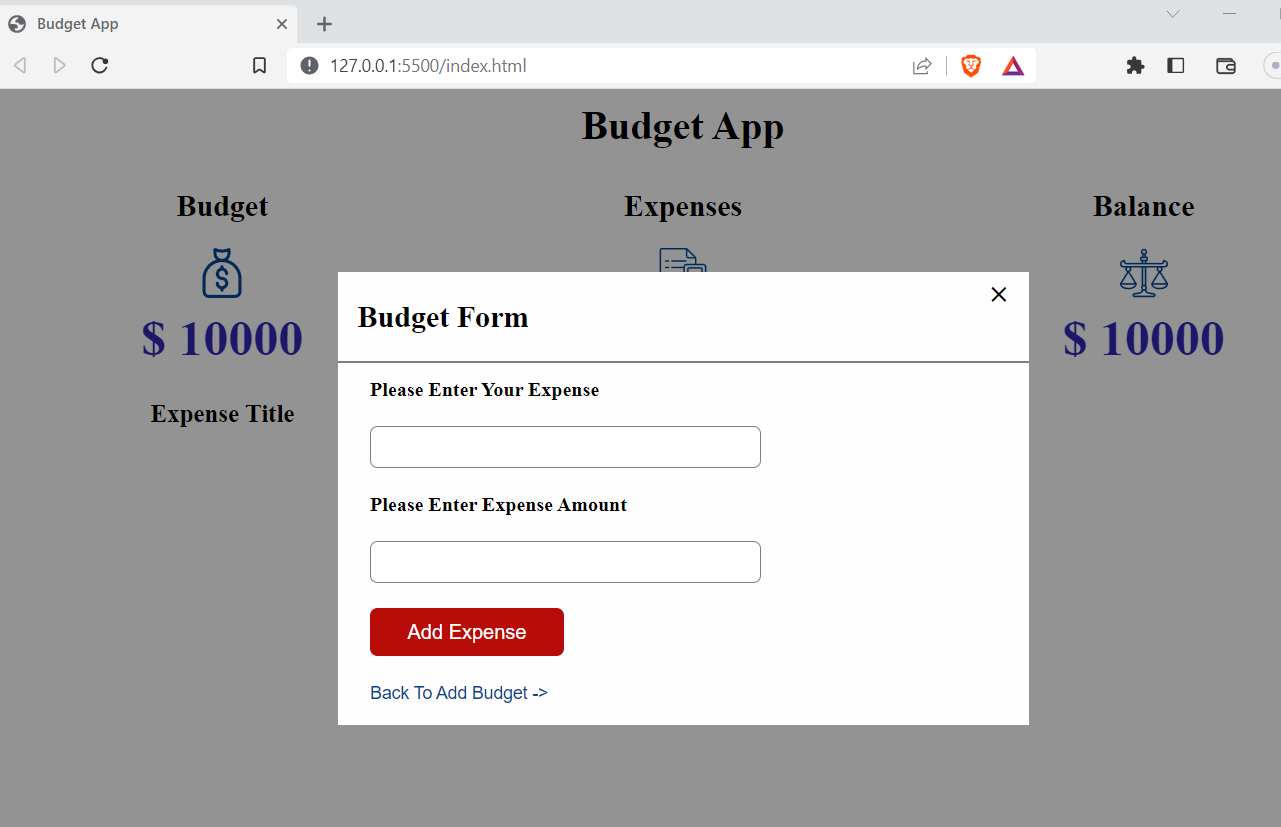 Budget App
127.0.0.1:5500/index.html
Budget App
Budget
Expenses
Balance
$
$ 10000
$ 10000
Expense Title
Budget Form
Please Enter Your Expense
Please Enter Expense Amount
Add Expense
Back To Add Budget ->